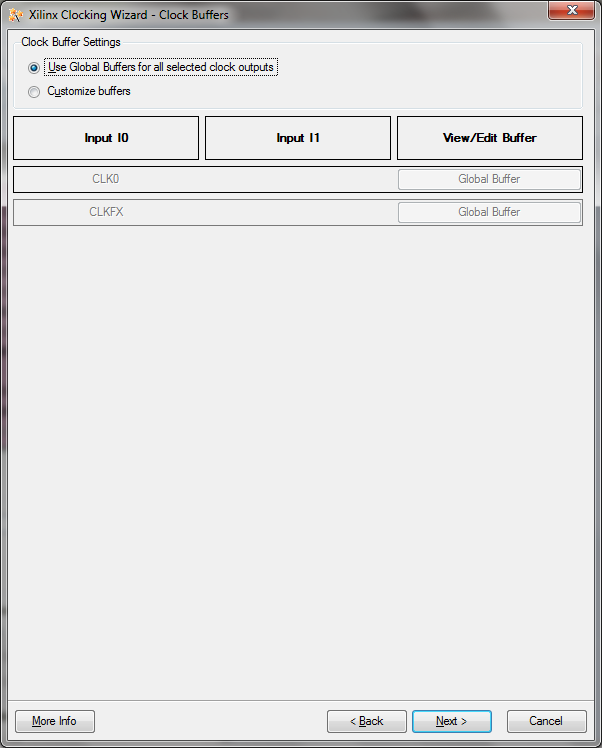 Xilinx Clocking Wizard - Clock Buffers
Clock Buffer Settings
Use Global Buffers for all selected clock outputs
Customize buffers
Input I0 Input I1 View/Edit Buffer
CLK0 Global Buffer
CLKFX Global Buffer
More Info < Back Next > Cancel